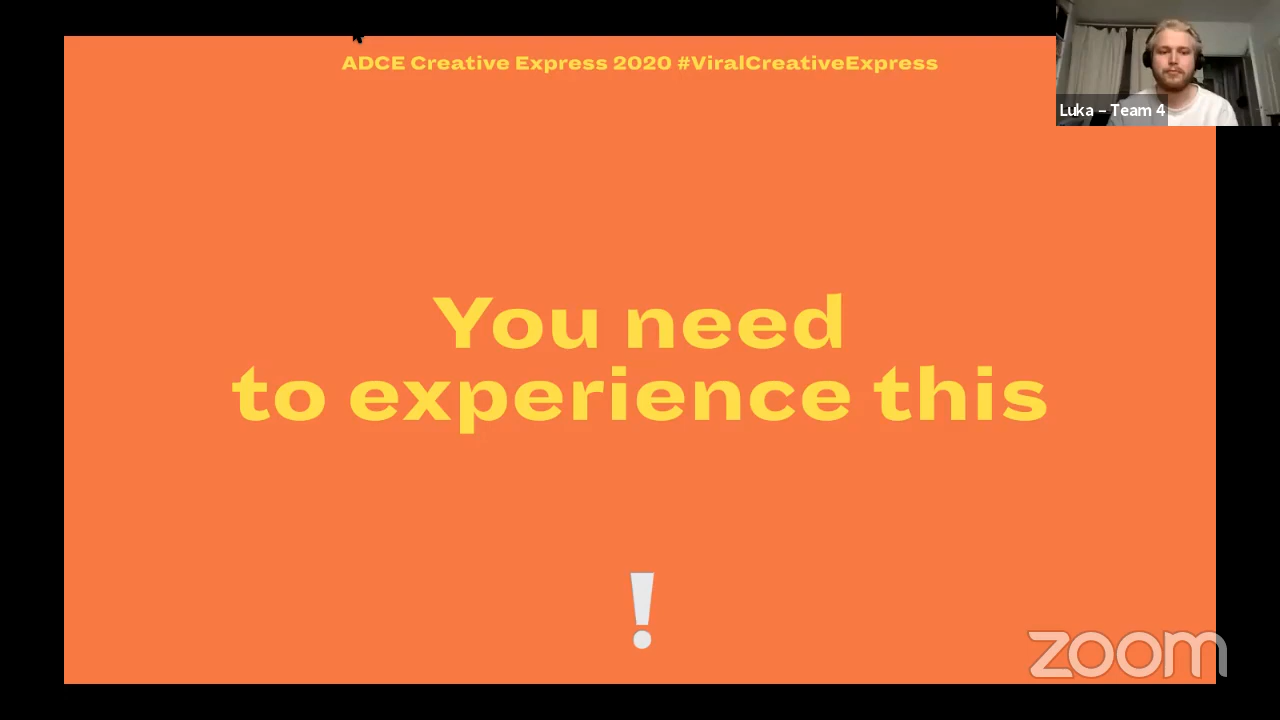 ADCE Creative Express 2020 #ViralCreativeExpress
Luka – Team 4
You need
to experience this
!
zoom